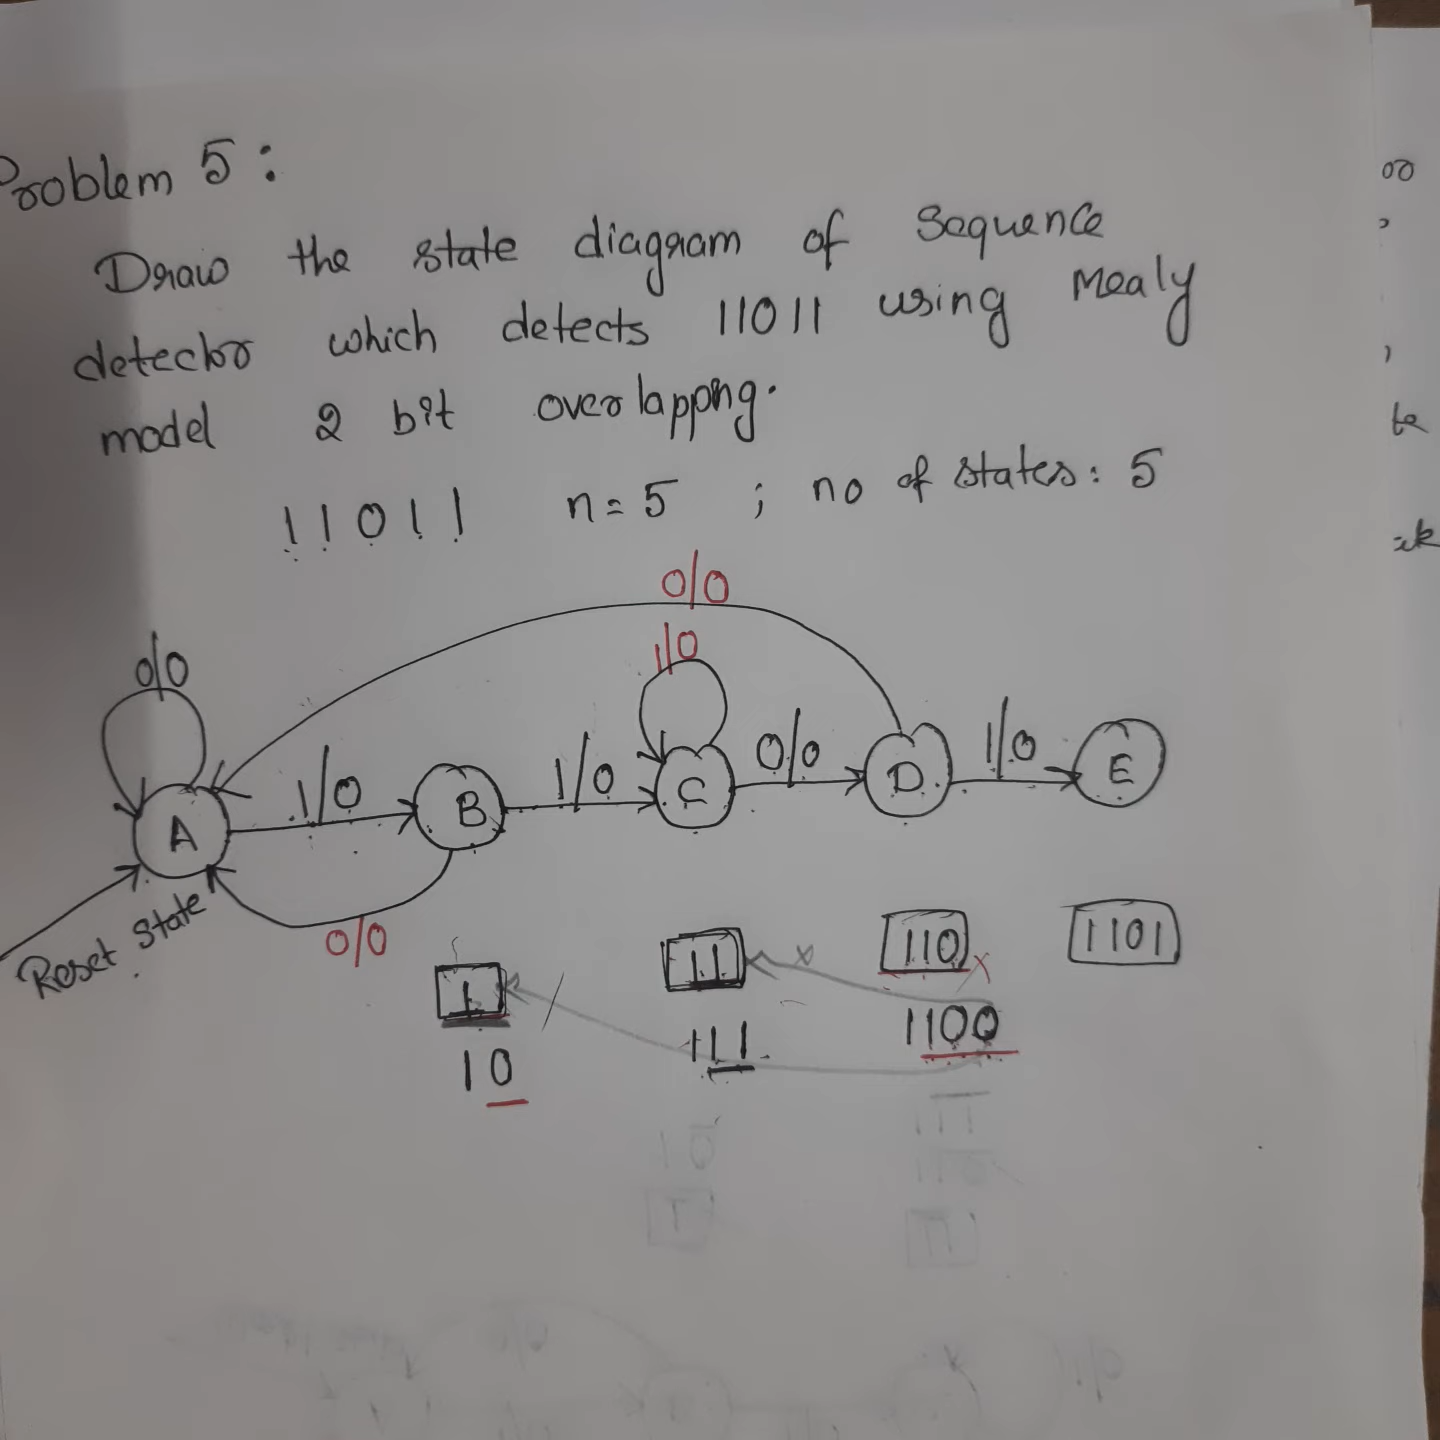 Problem 5:
Draw the state diagram of Sequence
detector which detects 11011 using Mealy
model 2 bit overlapping.
11011 n=5 ; no of states: 5
0/0
1/0
0/0
A 1/0 B 1/0 C 0/0 D 1/0 E
Reset State
0/0
1 11 110 x 1101
10 111 1100